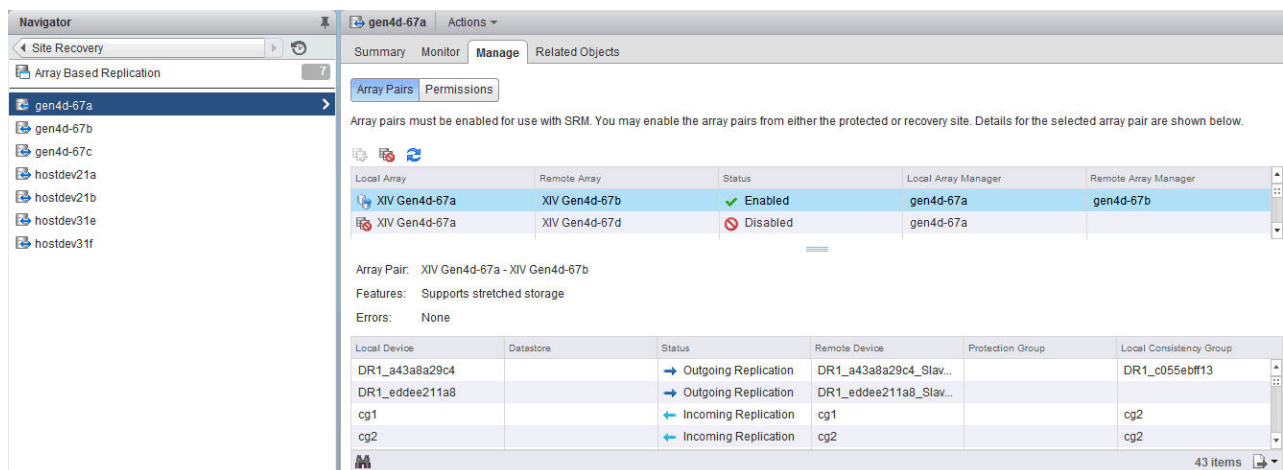 Navigator
Site Recovery
Array Based Replication 7
gen4d-67a
gen4d-67b
gen4d-67c
hostdev21a
hostdev21b
hostdev31e
hostdev31f
gen4d-67a Actions
Summary Monitor Manage Related Objects
Array Pairs Permissions
Array pairs must be enabled for use with SRM. You may enable the array pairs from either the protected or recovery site. Details for the selected array pair are shown below.
Local Array Remote Array Status Local Array Manager Remote Array Manager
XIV Gen4d-67a XIV Gen4d-67b Enabled gen4d-67a gen4d-67b
XIV Gen4d-67a XIV Gen4d-67d Disabled gen4d-67a
Array Pair: XIV Gen4d-67a - XIV Gen4d-67b
Features: Supports stretched storage
Errors: None
Local Device Datastore Status Remote Device Protection Group Local Consistency Group
DR1_a43a8a29c4 Outgoing Replication DR1_a43a8a29c4_Slav... DR1_c055ebff13
DR1_eddee211a8 Outgoing Replication DR1_eddee211a8_Slav...
cg1 Incoming Replication cg1 cg2
cg2 Incoming Replication cg2 cg2
43 items